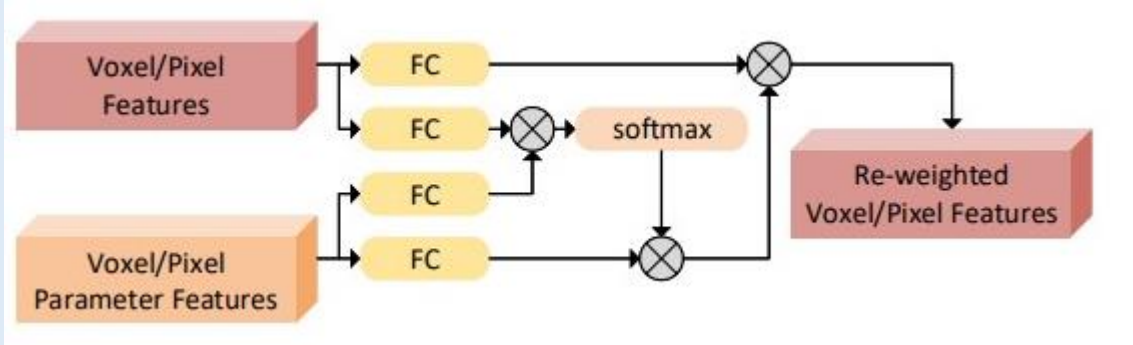 Voxel/Pixel
Features
FC
FC
softmax
FC
FC
Voxel/Pixel
Parameter Features
Re-weighted
Voxel/Pixel Features